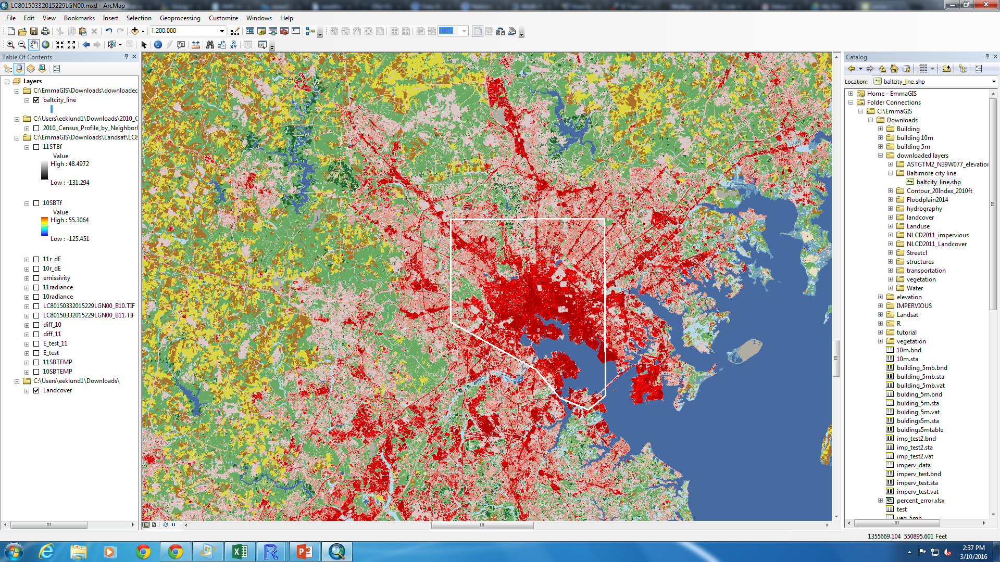 LC80150332015229LGN00.mxd - ArcMap
File Edit View Bookmarks Insert Selection Geoprocessing Customize Windows Help
1:200,000
100%
Table Of Contents
Layers
C:\EmmaGIS\Downloads\downloaded
baltcity_line
C:\Users\eeklund1\Downloads\2010_C
2010_Census_Profile_by_Neighborl
C:\EmmaGIS\Downloads\Landsat\LC8
11STBf
Value
High : 48.4972
Low : -131.294
10SBTf
Value
High : 55.3064
Low : -125.451
11r_dE
10r_dE
emissivity
11radiance
10radiance
LC80150332015229LGN00_B10.TIF
LC80150332015229LGN00_B11.TIF
diff_10
diff_11
E_test_11
E_test
11SBTEMP
10SBTEMP
C:\Users\eeklund1\Downloads\
Landcover
Catalog
Location: baltcity_line.shp
Home - EmmaGIS
Folder Connections
C:\EmmaGIS
Downloads
Building
building 10m
building 5m
downloaded layers
ASTGTM2_N39W077_elevation
Baltimore city line
baltcity_line.shp
Contour_20Index_2010ft
Floodplain2014
hydrography
landcover
Landuse
NLCD2011_impervious
NLCD2011_Landcover
Streetcl
structures
transportation
vegetation
Water
elevation
IMPERVIOUS
Landsat
R
tutorial
vegetation
10m.bnd
10m.sta
building_5mb.bnd
building_5mb.sta
building_5mb.vat
bulding_5m.bnd
bulding_5m.sta
bulding_5m.vat
buldings5m.sta
buldings5mtable
imp_test2.bnd
imp_test2.sta
imp_test2.vat
imperv_data
imperv_test.bnd
imperv_test.sta
imperv_test.vat
percent_error.xlsx
test
veg_5mb
1355669.104 550895.601 Feet
2:37 PM
3/10/2016